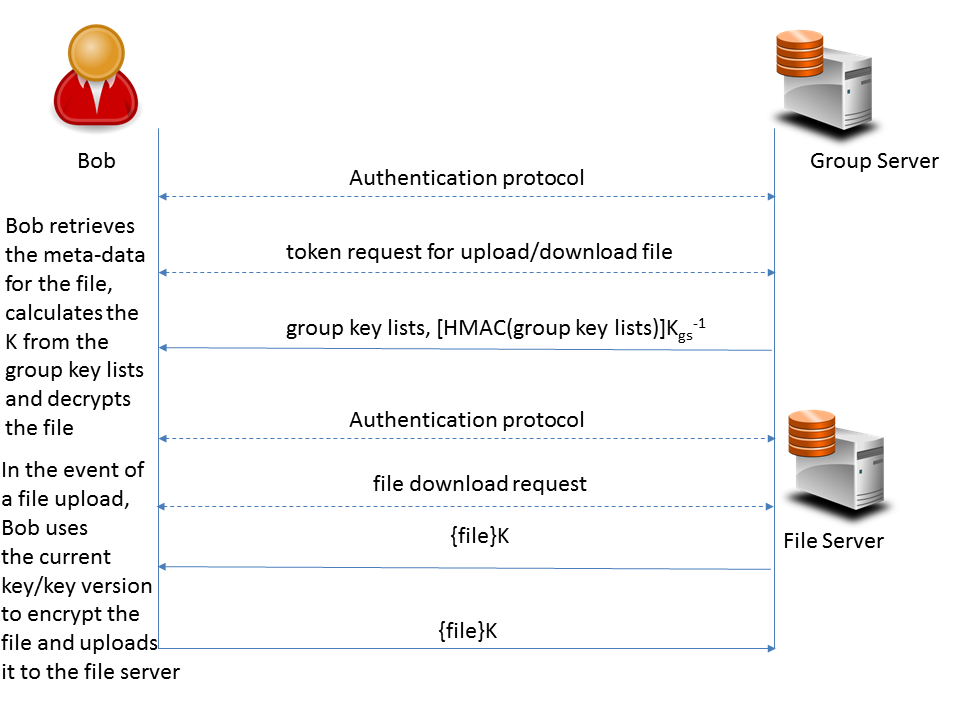 Bob
Group Server
Authentication protocol
token request for upload/download file
group key lists, [HMAC(group key lists)]Kgs-1
Bob retrieves
the meta-data
for the file,
calculates the
K from the
group key lists
and decrypts
the file
Authentication protocol
In the event of
a file upload,
Bob uses
the current
key/key version
to encrypt the
file and uploads
it to the file server
file download request
{file}K
File Server
{file}K